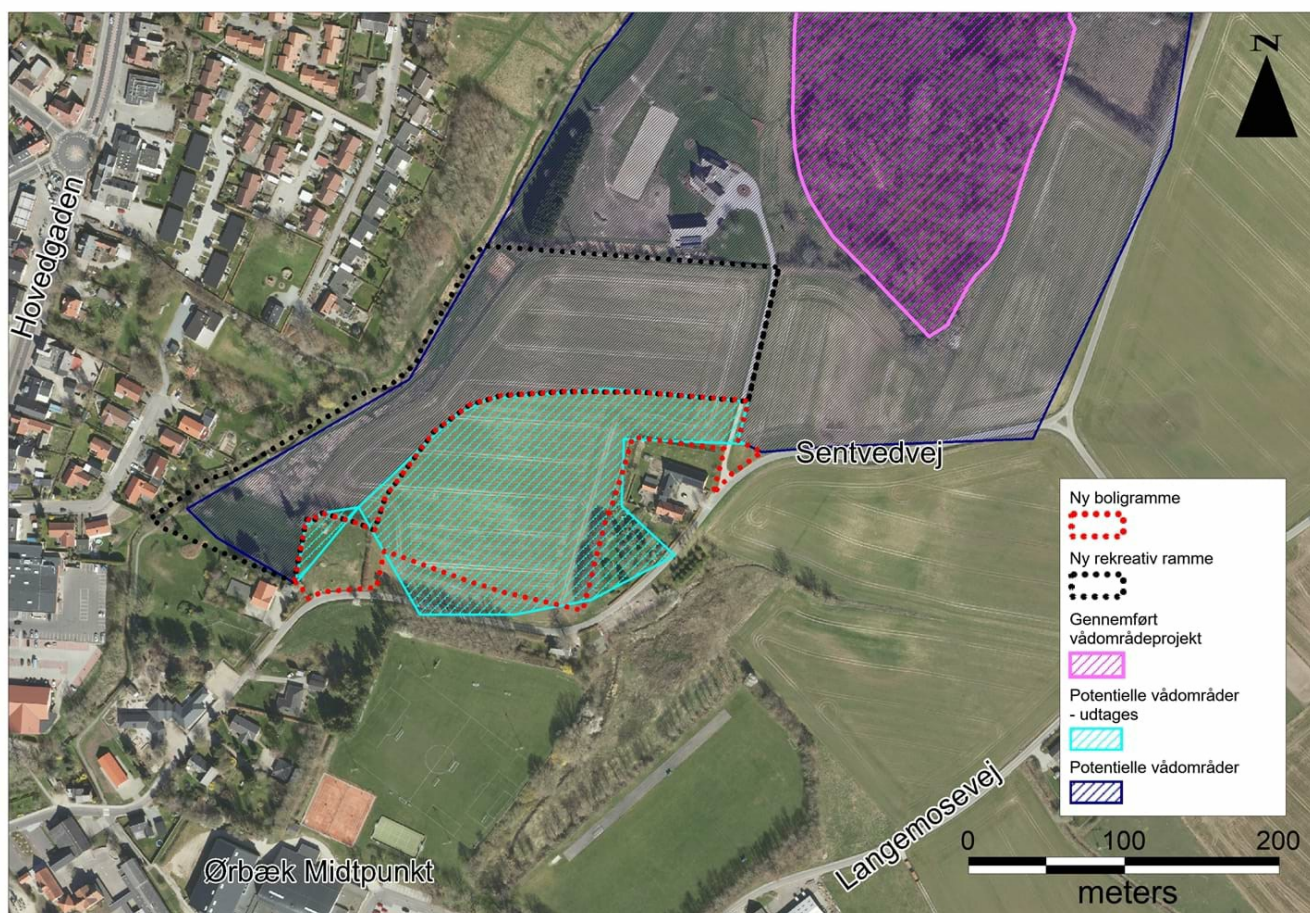 N
Hovedgaden
Sentvedvej
Ny boligramme
Ny rekreativ ramme
Gennemført
vådområdeprojekt
Potentielle vådområder
- udtages
Potentielle vådområder
0 100 200
meters
Langemosevej
Ørbæk Midtpunkt